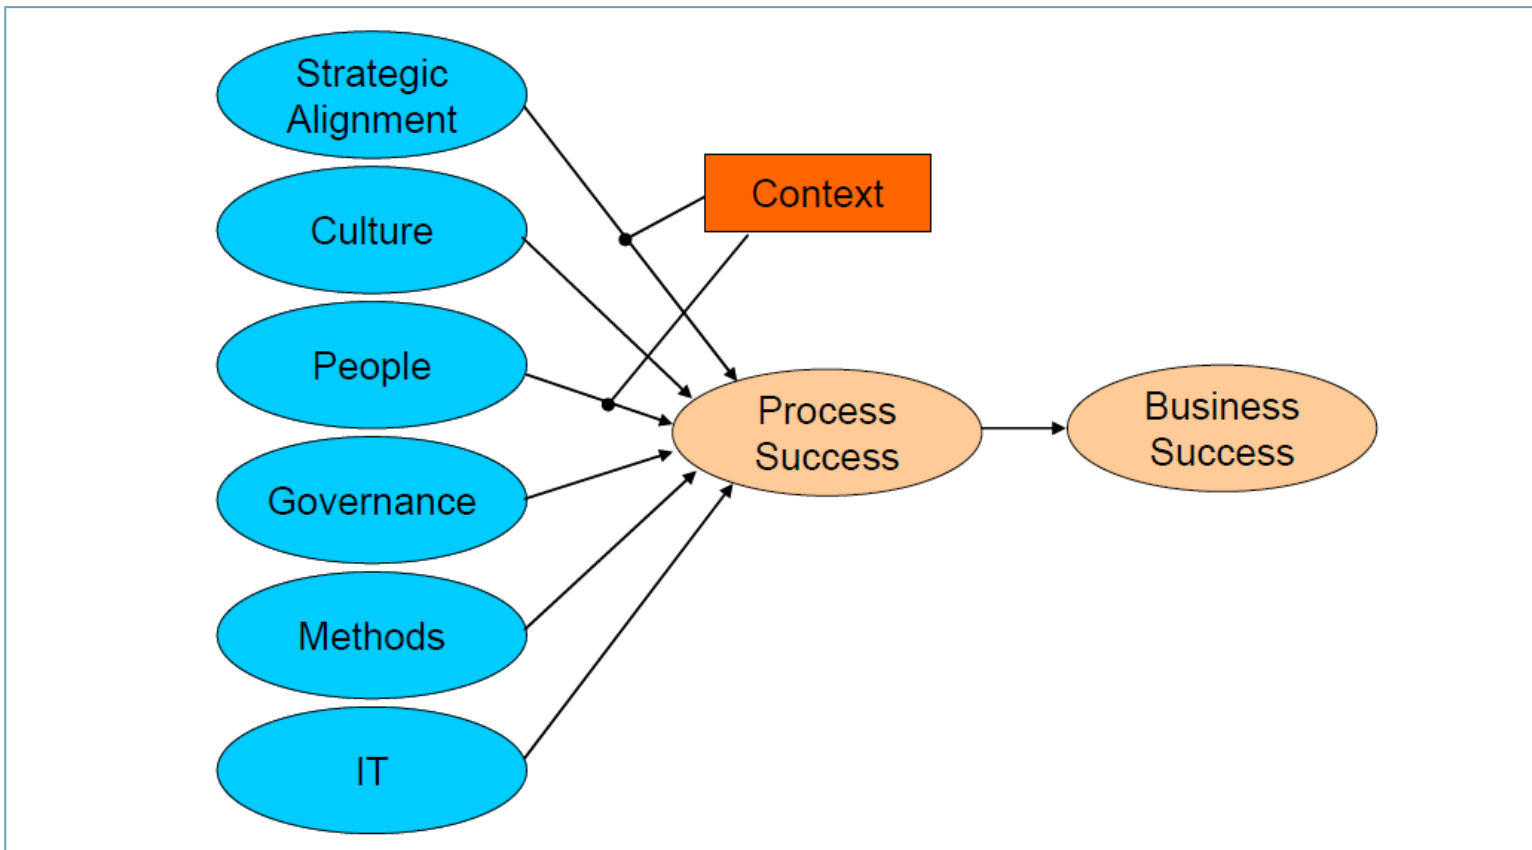 Strategic
Alignment
Context
Culture
People
Process
Success
Business
Success
Governance
Methods
IT